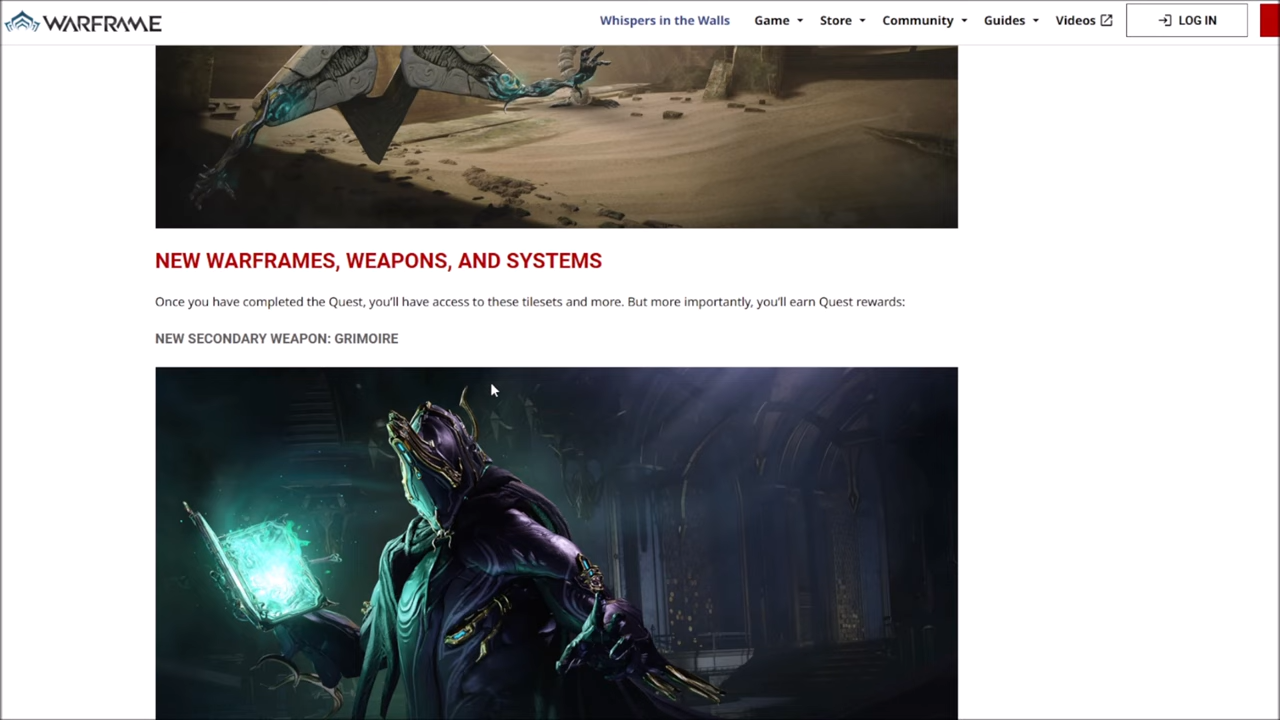 WARFRAME
Whispers in the Walls Game Store Community Guides Videos LOG IN
NEW WARFRAMES, WEAPONS, AND SYSTEMS
Once you have completed the Quest, you’ll have access to these tilesets and more. But more importantly, you’ll earn Quest rewards:
NEW SECONDARY WEAPON: GRIMOIRE